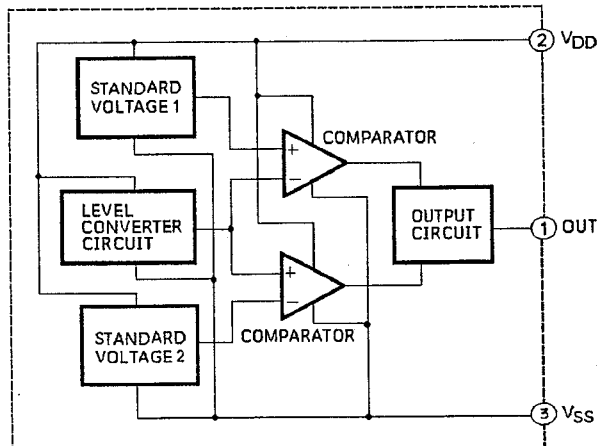 ② VDD
STANDARD
VOLTAGE 1
COMPARATOR
+
−
LEVEL
CONVERTER
CIRCUIT
OUTPUT
CIRCUIT
① OUT
+
−
COMPARATOR
STANDARD
VOLTAGE 2
③ VSS